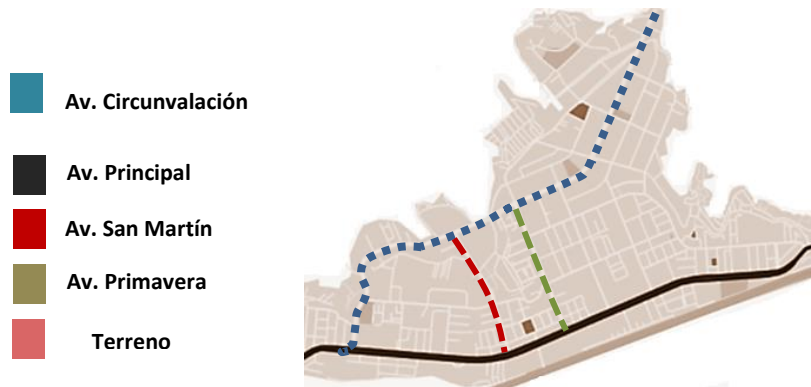 Av. Circunvalación
Av. Principal
Av. San Martín
Av. Primavera
Terreno